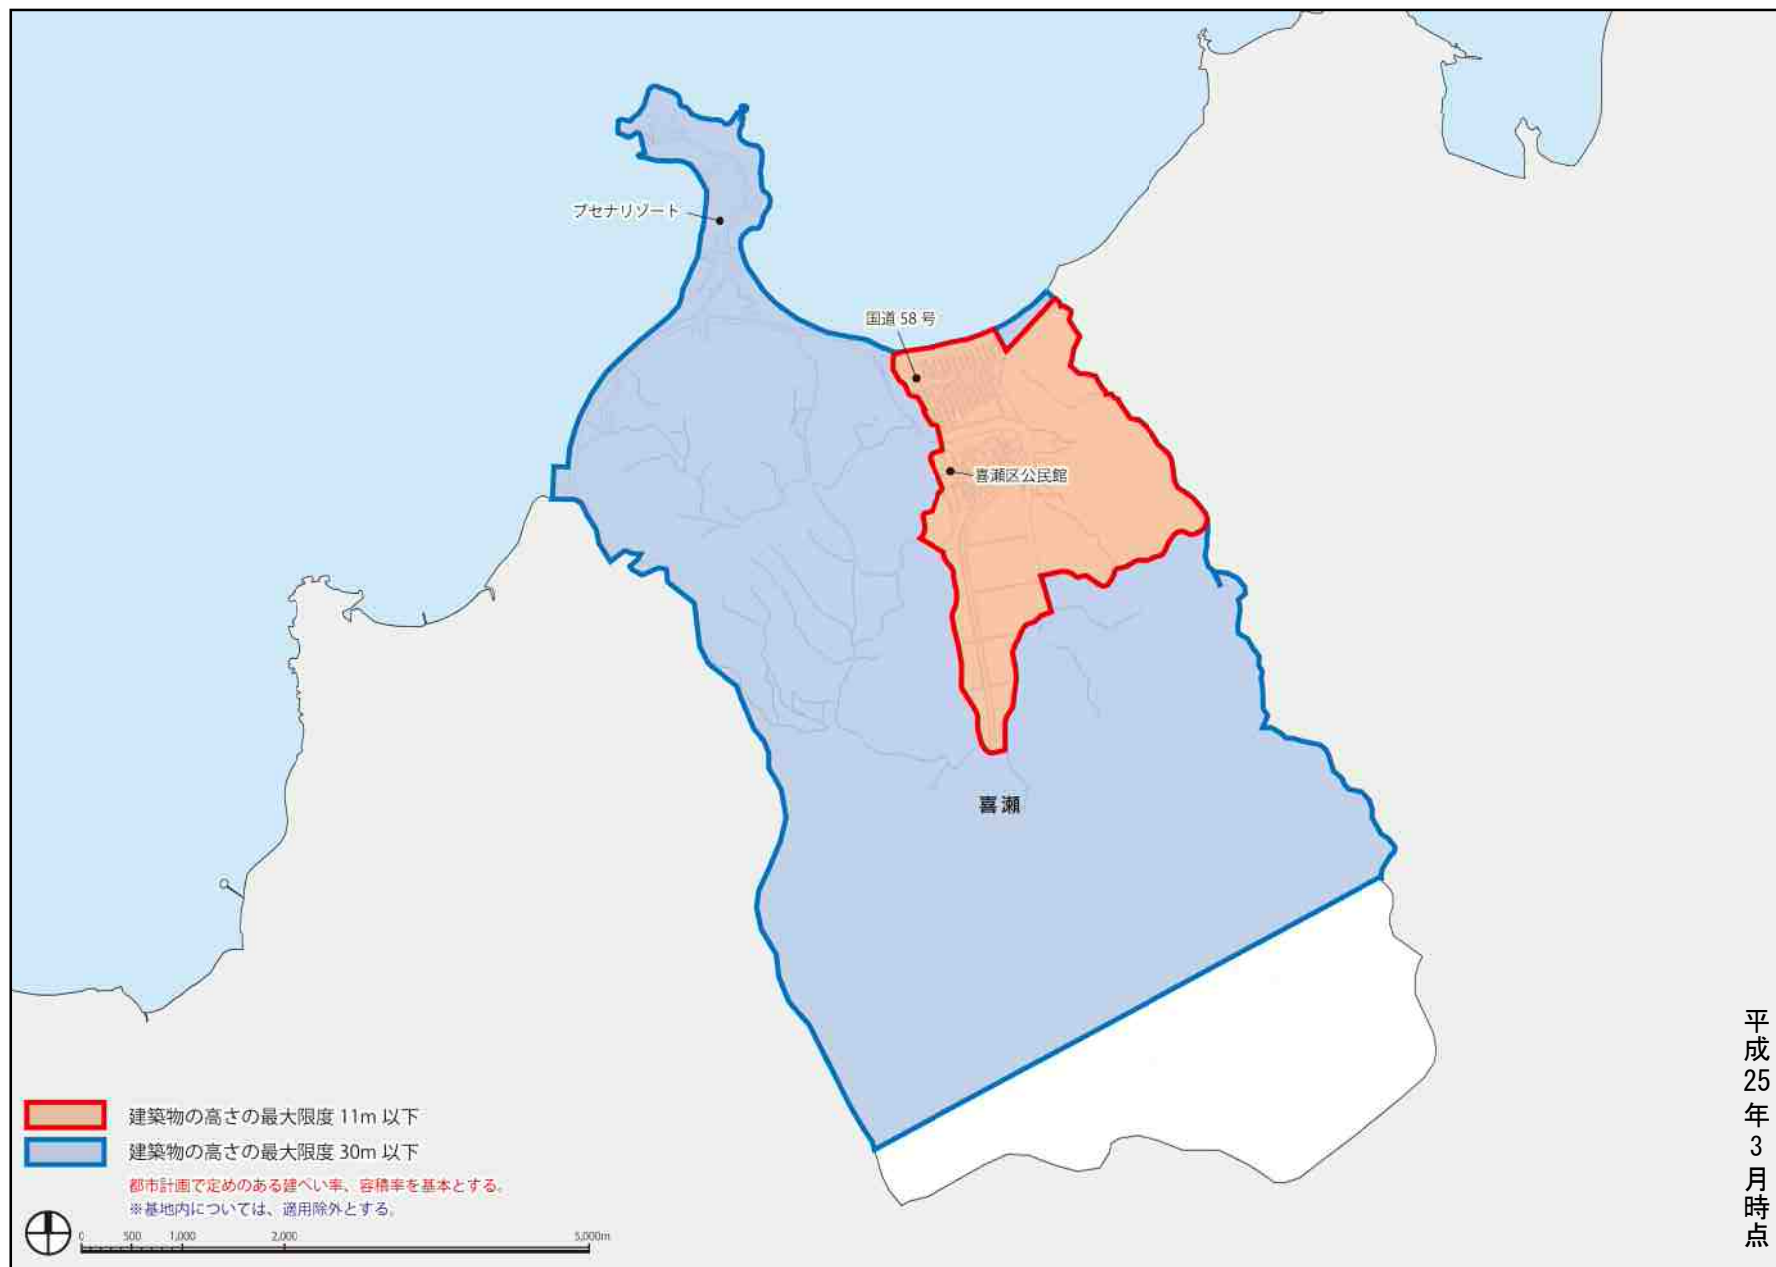 ブセナリゾート
国道 58 号
喜瀬区公民館
喜瀬
建築物の高さの最大限度 11m 以下
建築物の高さの最大限度 30m 以下
都市計画で定めのある建ぺい率、容積率を基本とする。
※基地内については、適用除外とする。
0 500 1,000 2,000 5,000m
平成25年3月時点